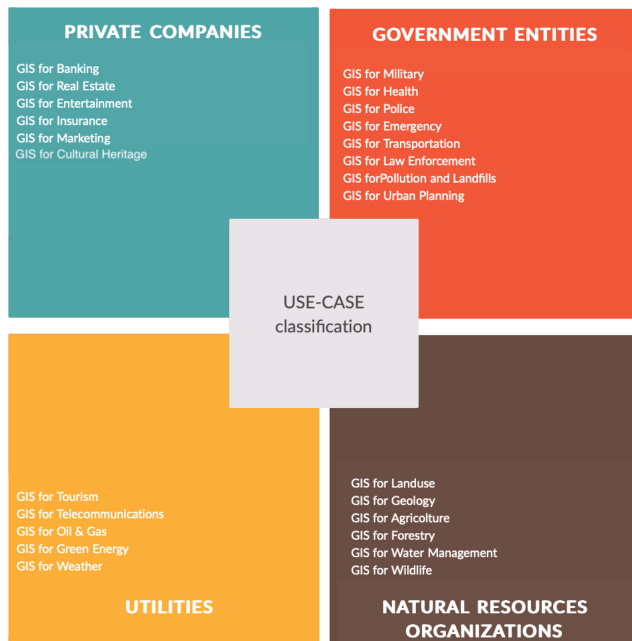 PRIVATE COMPANIES
GIS for Banking
GIS for Real Estate
GIS for Entertainment
GIS for Insurance
GIS for Marketing
GIS for Cultural Heritage
GOVERNMENT ENTITIES
GIS for Military
GIS for Health
GIS for Police
GIS for Emergency
GIS for Transportation
GIS for Law Enforcement
GIS forPollution and Landfills
GIS for Urban Planning
USE-CASE
classification
GIS for Tourism
GIS for Telecommunications
GIS for Oil & Gas
GIS for Green Energy
GIS for Weather
UTILITIES
GIS for Landuse
GIS for Geology
GIS for Agricolture
GIS for Forestry
GIS for Water Management
GIS for Wildlife
NATURAL RESOURCES
ORGANIZATIONS